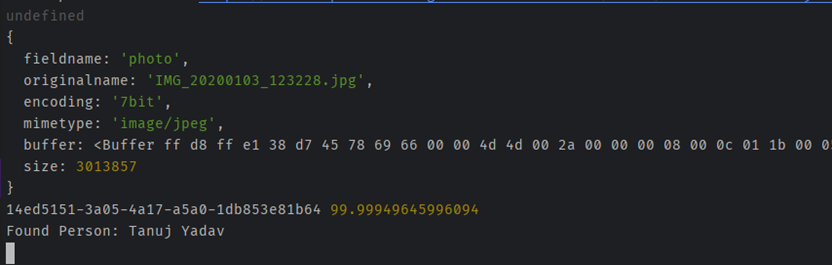 undefined
{
fieldname: 'photo',
originalname: 'IMG_20200103_123228.jpg',
encoding: '7bit',
mimetype: 'image/jpeg',
buffer: <Buffer ff d8 ff e1 38 d7 45 78 69 66 00 00 4d 4d 00 2a 00 00 00 08 00 0c 01 1b 00
size: 3013857
}
14ed5151-3a05-4a17-a5a0-1db853e81b64 99.99949645996094
Found Person: Tanuj Yadav